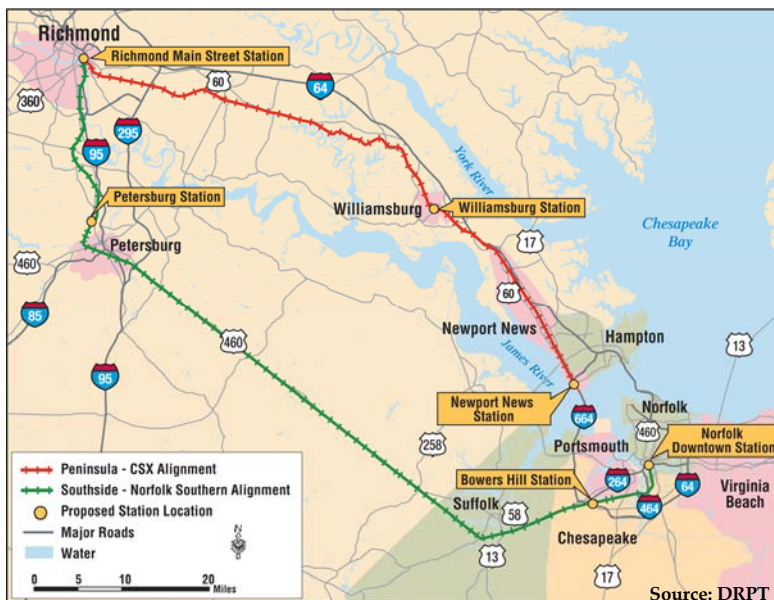 Richmond
Richmond Main Street Station
60
64
360
295
95
York River
Petersburg Station
Williamsburg
Williamsburg Station
Chesapeake
Bay
17
Petersburg
460
60
85
460
Newport News
James River
Hampton
13
95
Newport News
Station
664
Norfolk
460
Norfolk
Downtown Station
258
Portsmouth
Bowers Hill Station
264
64
Virginia
Beach
Suffolk
58
464
Chesapeake
13
17
Peninsula - CSX Alignment
Southside - Norfolk Southern Alignment
Proposed Station Location
Major Roads
Water
N
0 5 10 20
Miles
Source: DRPT